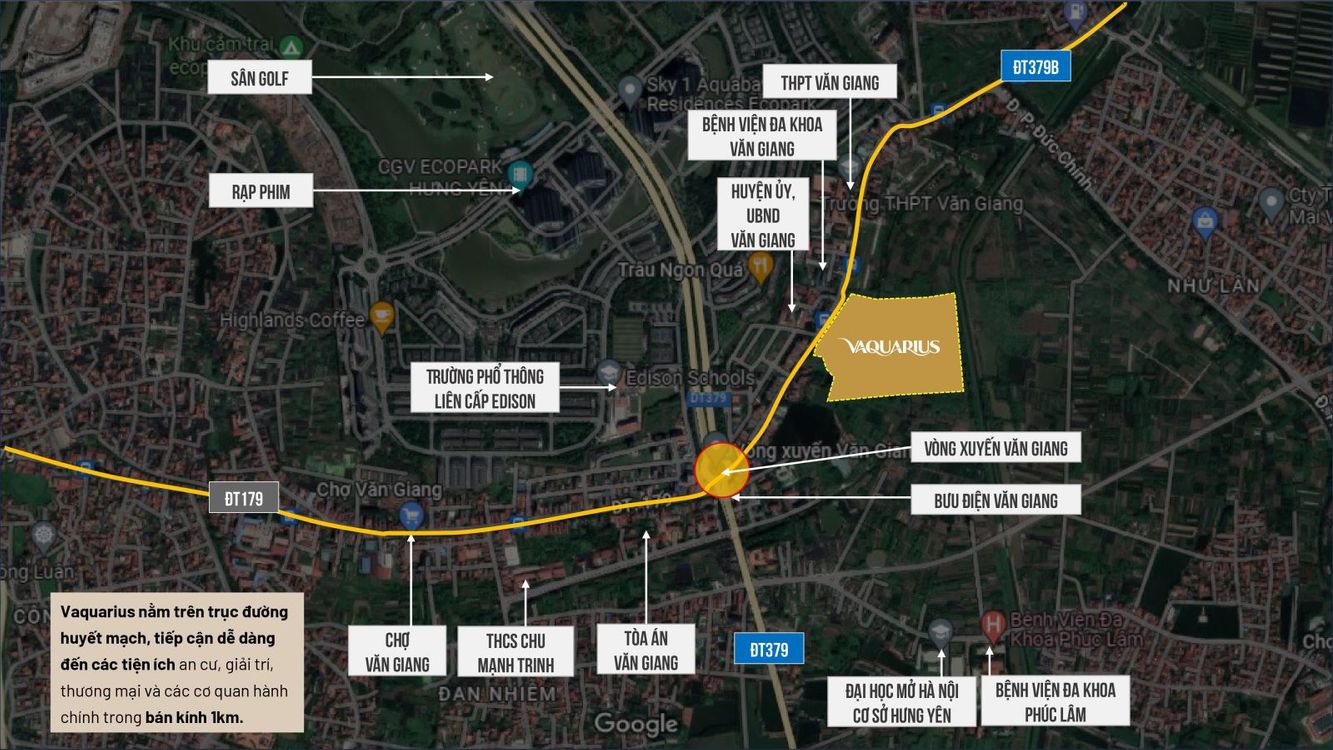 Khu cắm trại
ecop
SÂN GOLF
Sky 1 Aquaba
Residences Ecopark
THPT VĂN GIANG
ĐT379B
BỆNH VIỆN ĐA KHOA
VĂN GIANG
Đ. P. Đức Chính
CGV ECOPARK
HƯNG YÊN
RẠP PHIM
HUYỆN ỦY,
UBND
VĂN GIANG
Trường THPT Văn Giang
Cty T
Mai V
Trâu Ngon Quá
NHƯ LÂN
Highlands Coffee
VAQUARIUS
TRƯỜNG PHỔ THÔNG
LIÊN CẤP EDISON
Edison Schools
ĐT379
ong xuyến Văn Gian
VÒNG XUYẾN VĂN GIANG
ĐT179
Chợ Văn Giang
ĐT 179
BƯU ĐIỆN VĂN GIANG
ông Luân
CÔN
Vaquarius nằm trên trục đường
huyết mạch, tiếp cận dễ dàng
đến các tiện ích an cư, giải trí,
thương mại và các cơ quan hành
chính trong bán kính 1km.
CHỢ
VĂN GIANG
THCS CHU
MẠNH TRINH
TÒA ÁN
VĂN GIANG
ĐT379
Bệnh Viện Đa
Khoa Phúc Lâm
Chợ
ĐAN NHIỄM
ĐẠI HỌC MỞ HÀ NỘI
CƠ SỞ HƯNG YÊN
BỆNH VIỆN ĐA KHOA
PHÚC LÂM
Google